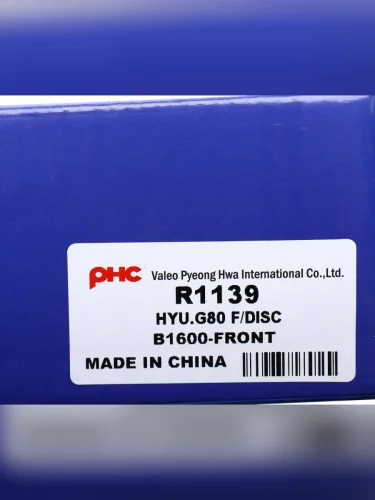 PHC Valeo Pyeong Hwa International Co.,Ltd.
R1139
HYU.G80 F/DISC
B1600-FRONT
MADE IN CHINA